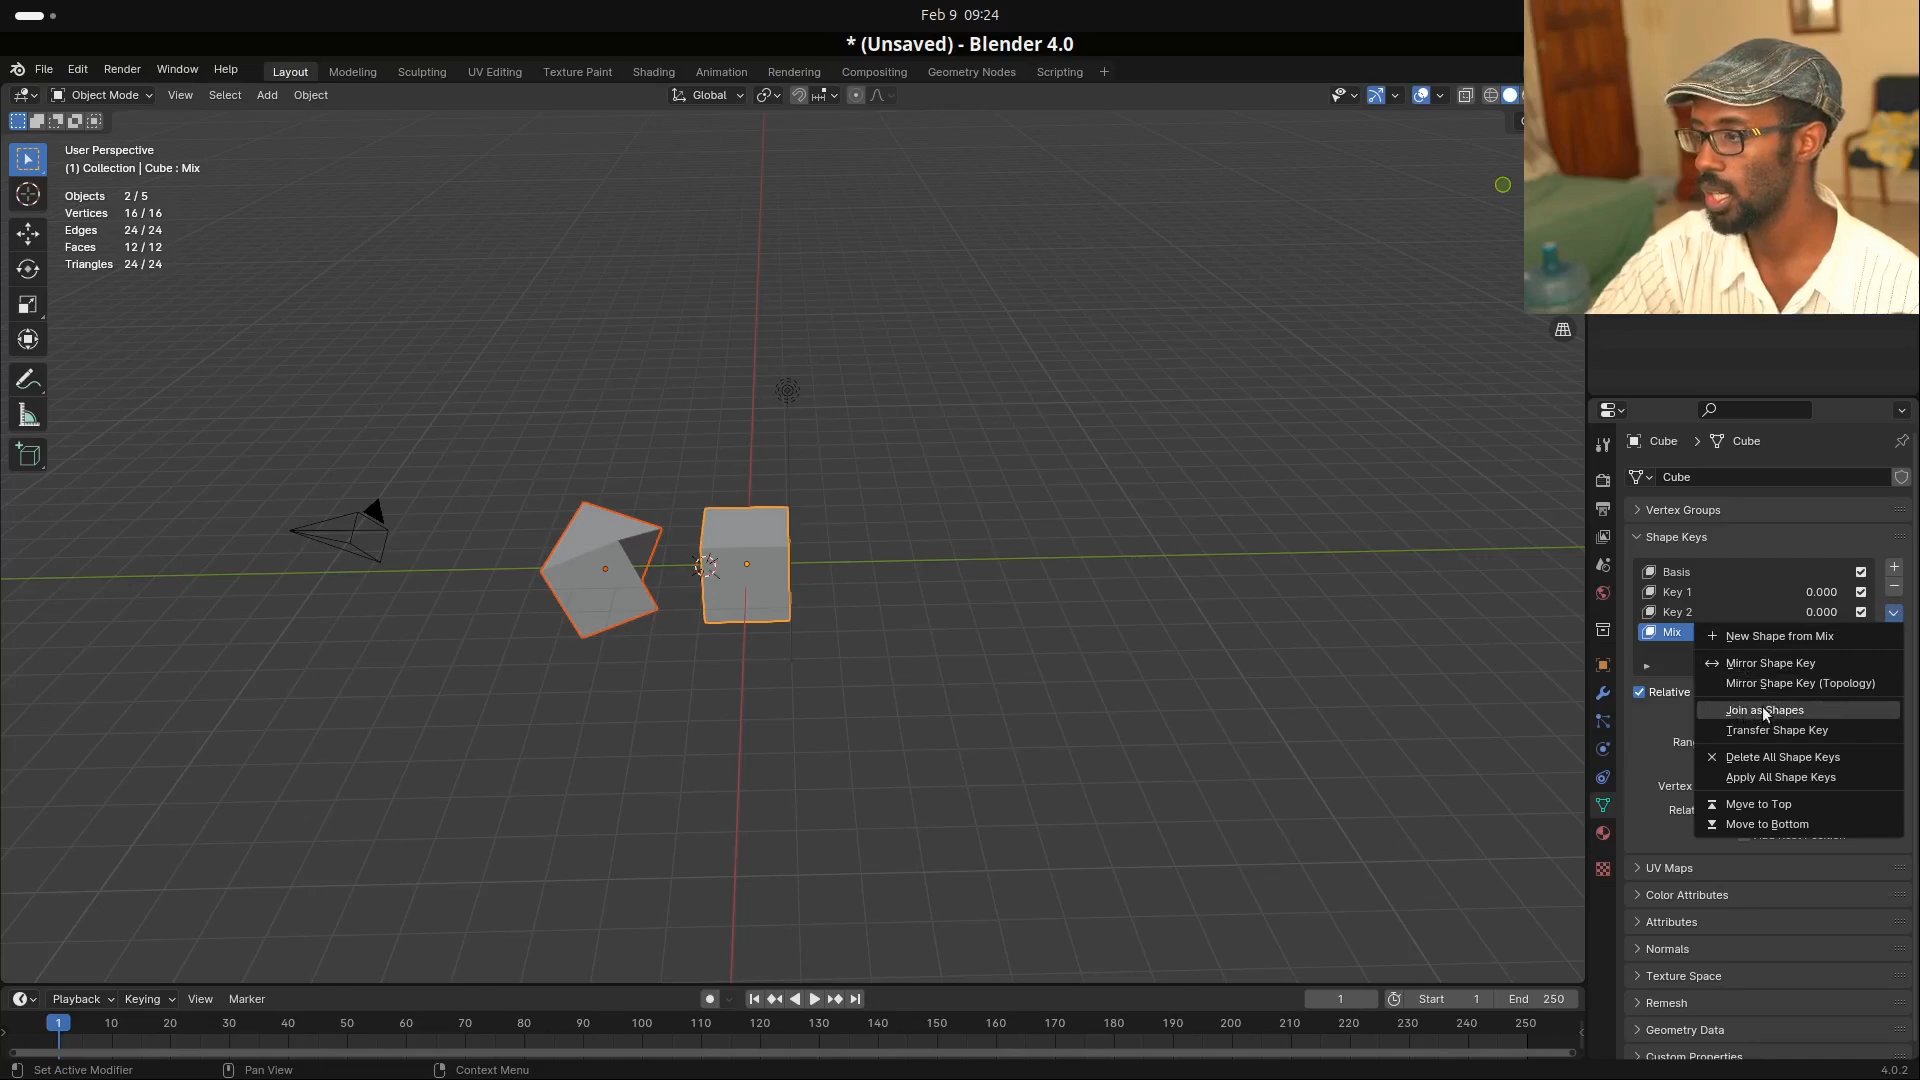 Feb 9 09:24
* (Unsaved) - Blender 4.0
File Edit Render Window Help
Layout Modeling Sculpting UV Editing Texture Paint Shading Animation Rendering Compositing Geometry Nodes Scripting +
Object Mode View Select Add Object
Global
User Perspective
(1) Collection | Cube : Mix
Objects 2 / 5
Vertices 16 / 16
Edges 24 / 24
Faces 12 / 12
Triangles 24 / 24
Cube > Cube
Cube
Vertex Groups
Shape Keys
Basis
Key 1 0.000
Key 2 0.000
Mix
New Shape from Mix
Mirror Shape Key
Mirror Shape Key (Topology)
Relative
Join as Shapes
Transfer Shape Key
Rang
Delete All Shape Keys
Apply All Shape Keys
Vertex
Move to Top
Relat
Move to Bottom
UV Maps
Color Attributes
Attributes
Normals
Texture Space
Remesh
Geometry Data
Custom Properties
Playback Keying View Marker
1 Start 1 End 250
1 10 20 30 40 50 60 70 80 90 100 110 120 130 140 150 160 170 180 190 200 210 220 230 240 250
Set Active Modifier Pan View Context Menu 4.0.2